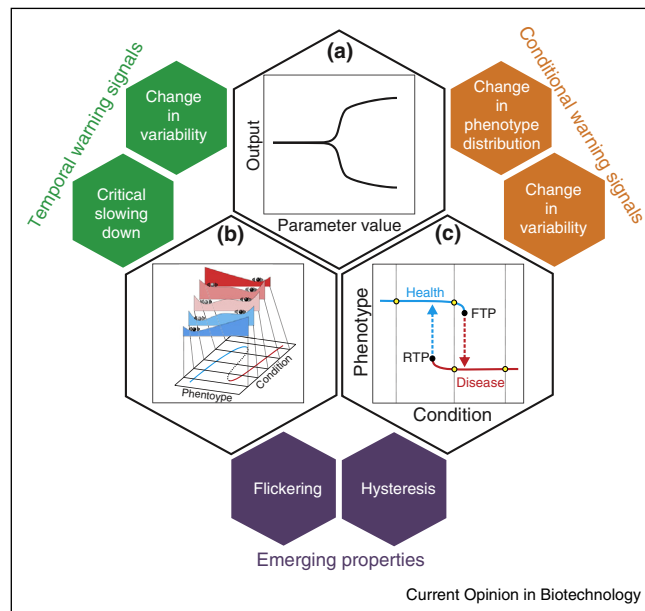 Temporal warning signals
Change
in
variability
Critical
slowing
down
(a)
Output
Parameter value
Conditional warning signals
Change
in
phenotype
distribution
Change
in
variability
(b)
Phentoype
Condition
(c)
Phenotype
Health
FTP
RTP
Disease
Condition
Flickering
Hysteresis
Emerging properties
Current Opinion in Biotechnology